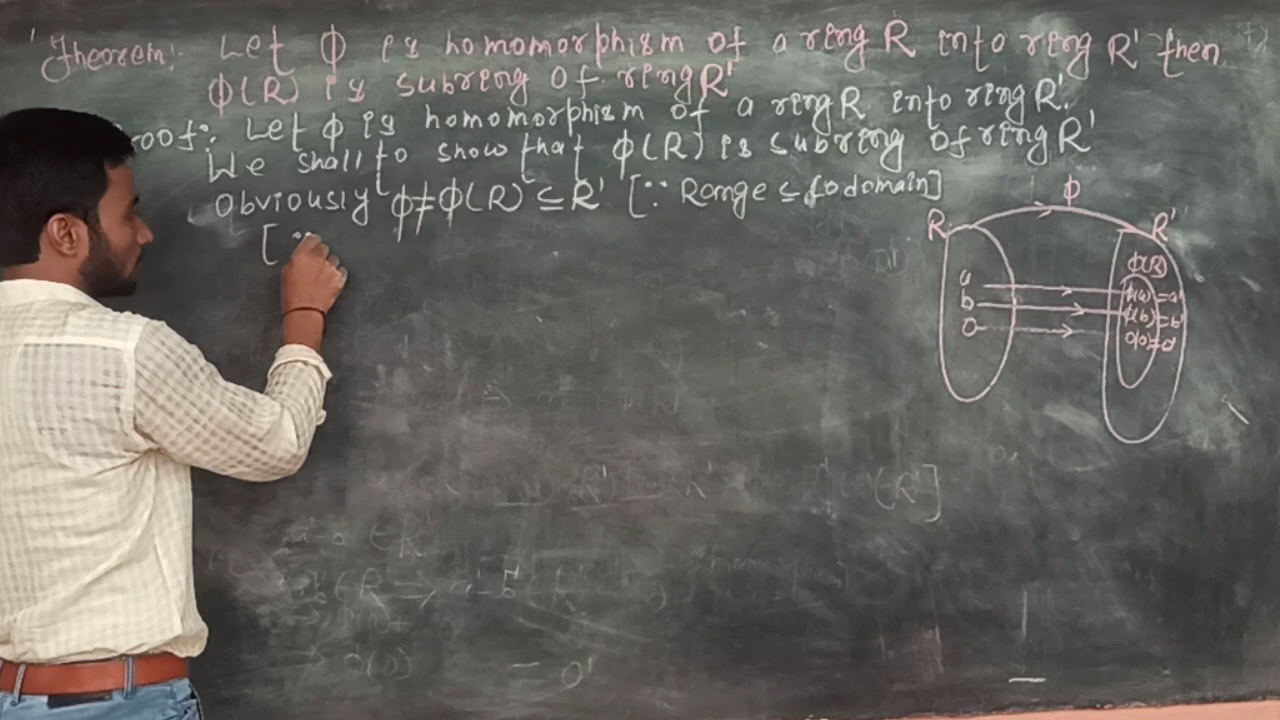 Theorem:- Let ϕ is homomorphism of a ring R into ring R' then
ϕ(R) is subring of ring R'
roof:- Let ϕ is homomorphism of a ring R into ring R'.
We shall to show that ϕ(R) is subring of ring R'
Obviously ϕ≠ϕ(R) ⊆ R' [∵ Range ⊆ Codomain]
[∵
ϕ
R R'
ϕ(R)
a ϕ(a) = a'
b ϕ(b) = b'
0 ϕ(0) = 0'